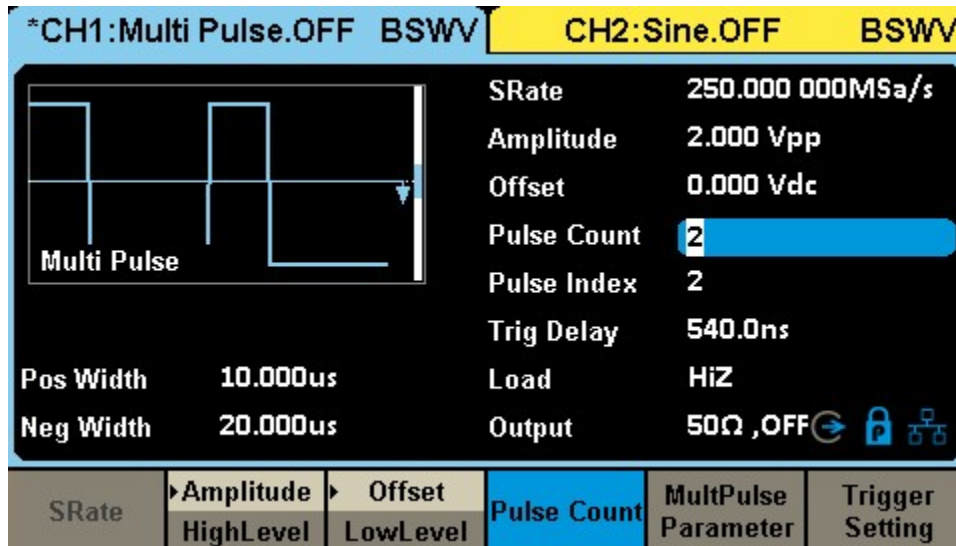 *CH1:Multi Pulse.OFF BSWV
CH2:Sine.OFF BSWV
Multi Pulse
Pos Width 10.000us
Neg Width 20.000us
SRate 250.000 000MSa/s
Amplitude 2.000 Vpp
Offset 0.000 Vdc
Pulse Count 2
Pulse Index 2
Trig Delay 540.0ns
Load HiZ
Output 50Ω ,OFF
P
SRate
Amplitude
HighLevel
Offset
LowLevel
Pulse Count
MultPulse
Parameter
Trigger
Setting